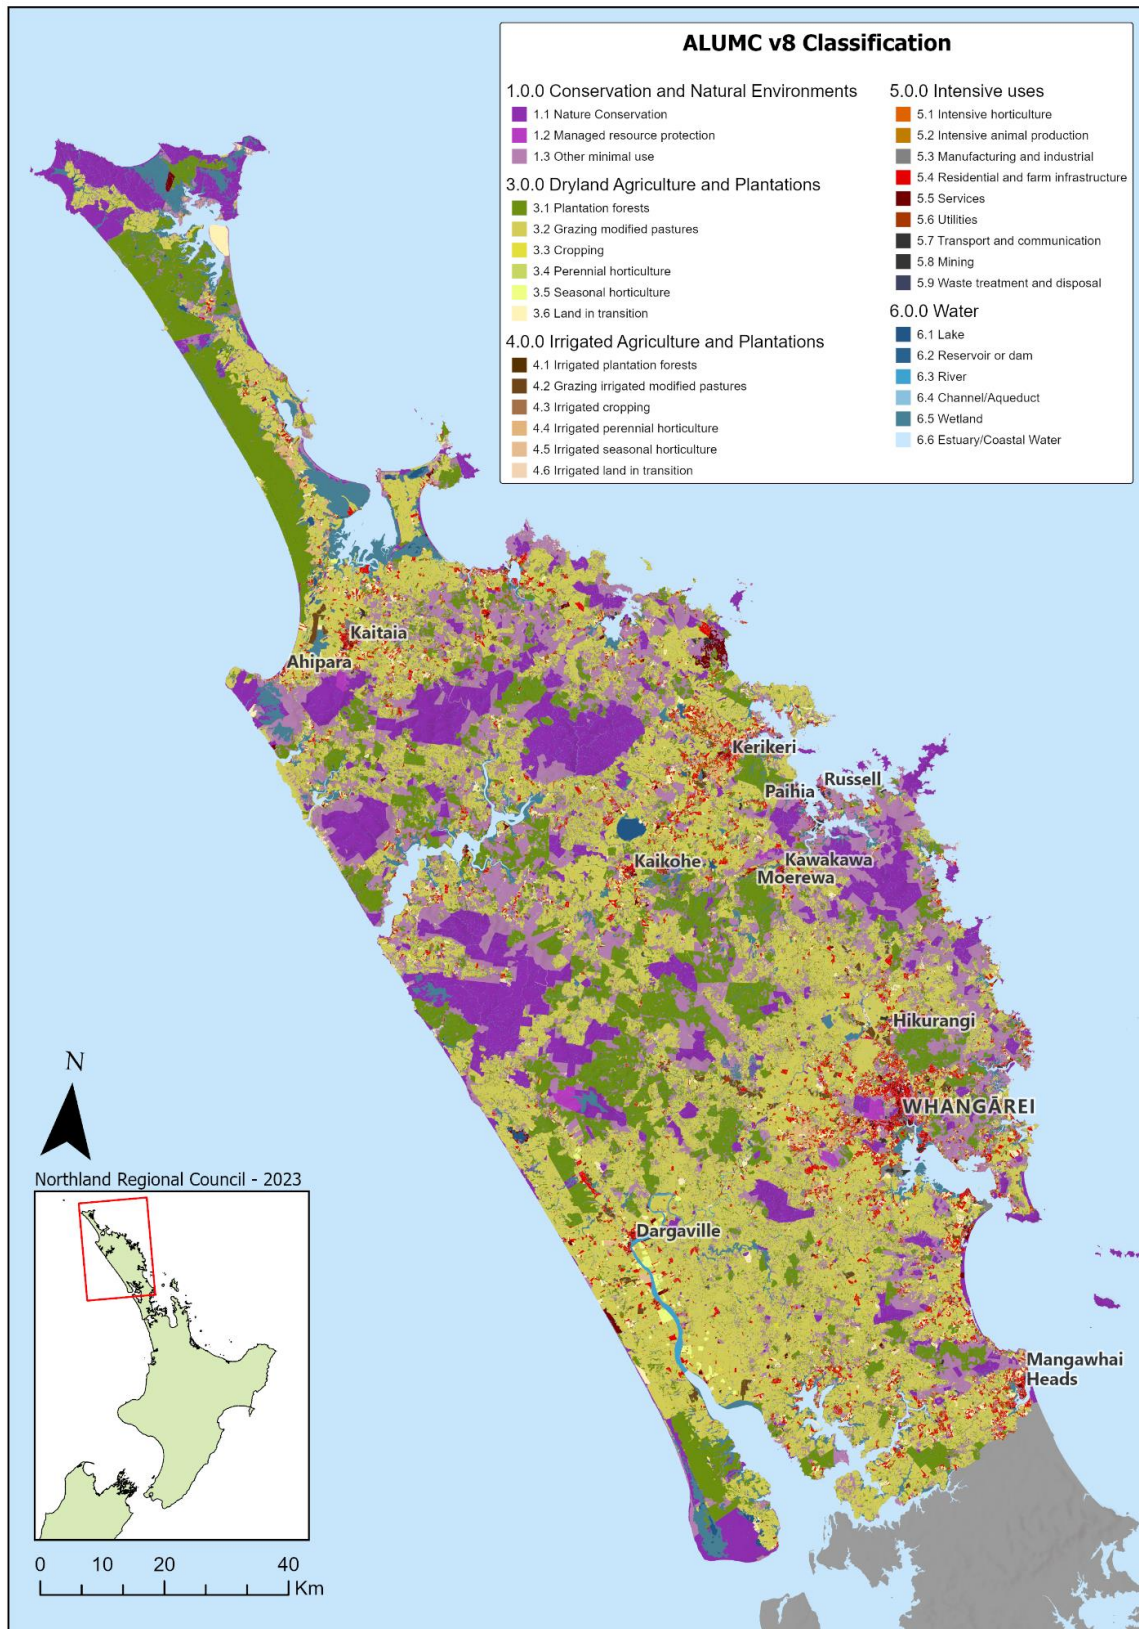 ALUMC v8 Classification
1.0.0 Conservation and Natural Environments
1.1 Nature Conservation
1.2 Managed resource protection
1.3 Other minimal use
3.0.0 Dryland Agriculture and Plantations
3.1 Plantation forests
3.2 Grazing modified pastures
3.3 Cropping
3.4 Perennial horticulture
3.5 Seasonal horticulture
3.6 Land in transition
4.0.0 Irrigated Agriculture and Plantations
4.1 Irrigated plantation forests
4.2 Grazing irrigated modified pastures
4.3 Irrigated cropping
4.4 Irrigated perennial horticulture
4.5 Irrigated seasonal horticulture
4.6 Irrigated land in transition
5.0.0 Intensive uses
5.1 Intensive horticulture
5.2 Intensive animal production
5.3 Manufacturing and industrial
5.4 Residential and farm infrastructure
5.5 Services
5.6 Utilities
5.7 Transport and communication
5.8 Mining
5.9 Waste treatment and disposal
6.0.0 Water
6.1 Lake
6.2 Reservoir or dam
6.3 River
6.4 Channel/Aqueduct
6.5 Wetland
6.6 Estuary/Coastal Water
Kaitaia
Ahipara
Kerikeri
Russell
Paihia
Kaikohe
Kawakawa
Moerewa
Hikurangi
WHANGĀREI
Dargaville
Mangawhai
Heads
N
Northland Regional Council - 2023
0 10 20 40
Km